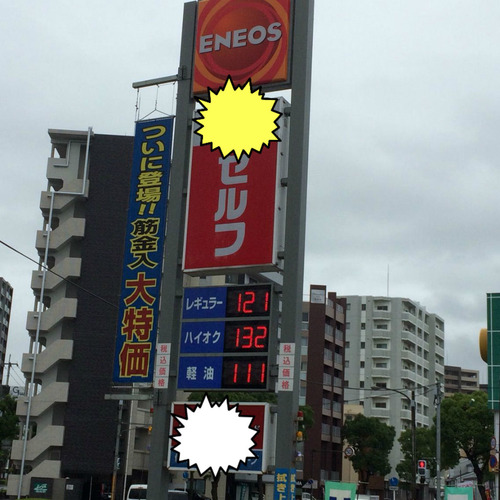 ENEOS
セルフ
ついに登場!!筋金入大特価
レギュラー 121
ハイオク 132
軽油 111
税込価格
税込価格